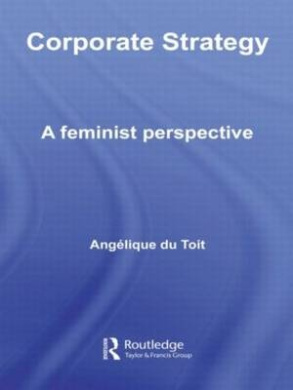 Corporate Strategy
A feminist perspective
Angélique du Toit
Routledge
Taylor & Francis Group